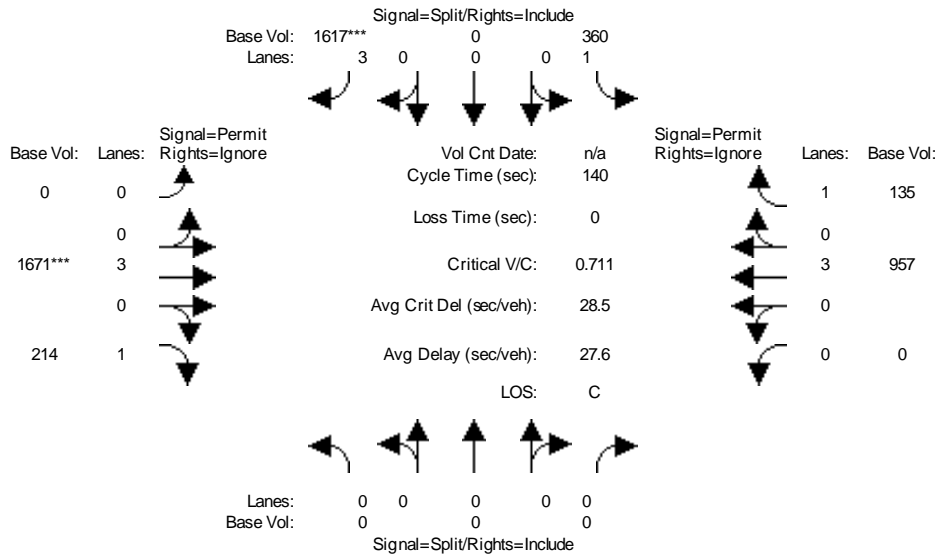 Signal=Split/Rights=Include
Base Vol: 1617*** 0 360
Lanes: 3 0 0 0 1
Signal=Permit
Base Vol: Lanes: Rights=Ignore
Vol Cnt Date: n/a
Signal=Permit
Rights=Ignore Lanes: Base Vol:
Cycle Time (sec): 140
0 0
1 135
Loss Time (sec): 0
0
0
1671*** 3
Critical V/C: 0.711
3 957
0
Avg Crit Del (sec/veh): 28.5
0
214 1
Avg Delay (sec/veh): 27.6
0 0
LOS: C
Lanes: 0 0 0 0 0
Base Vol: 0 0 0
Signal=Split/Rights=Include